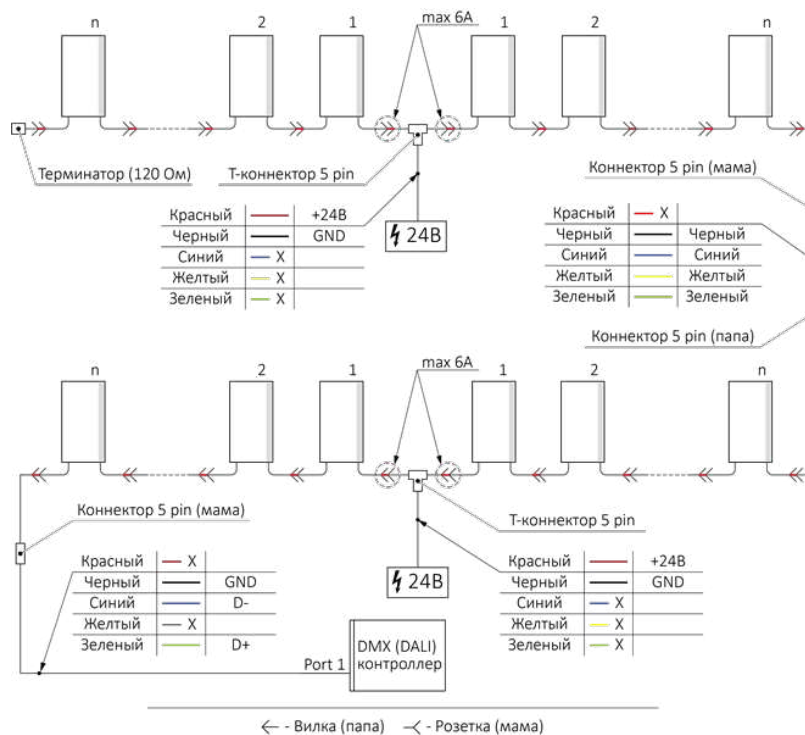 n 2 1 max 6А 1 2 n
Терминатор (120 Ом) Т-коннектор 5 pin Коннектор 5 pin (мама)
Красный +24В
Черный GND
Синий X
Желтый X
Зеленый X
24В
Красный X
Черный Черный
Синий Синий
Желтый Желтый
Зеленый Зеленый
Коннектор 5 pin (папа)
n 2 1 max 6А 1 2 n
Коннектор 5 pin (мама) Т-коннектор 5 pin
Красный X
Черный GND
Синий D-
Желтый X
Зеленый D+
24В
Красный +24В
Черный GND
Синий X
Желтый X
Зеленый X
Port 1
DMX (DALI)
контроллер
- Вилка (папа) - Розетка (мама)